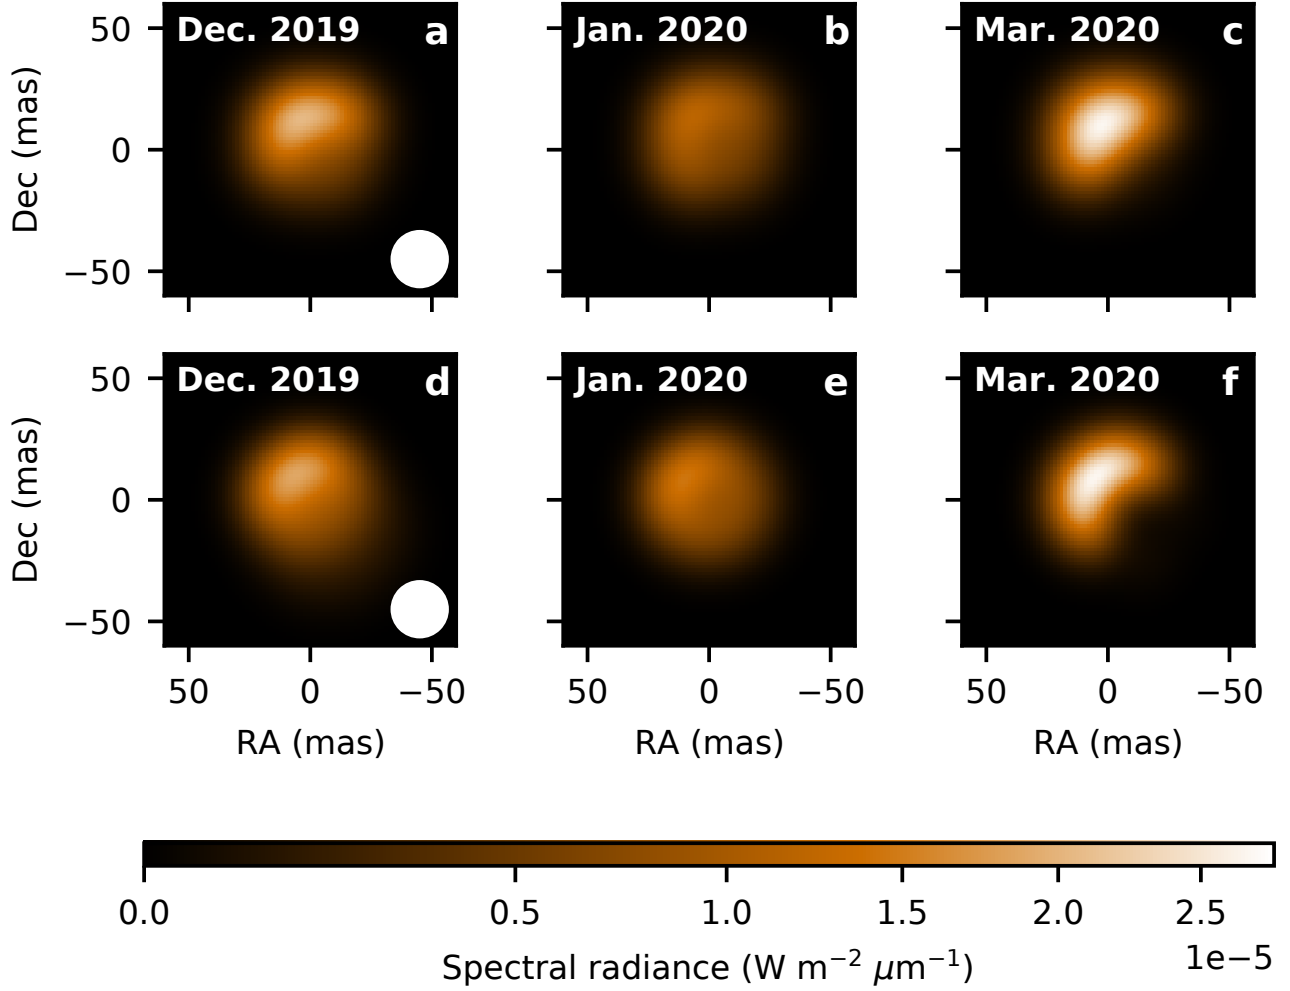 Dec. 2019 a
Jan. 2020 b
Mar. 2020 c
50
0
−50
Dec (mas)
Dec. 2019 d
Jan. 2020 e
Mar. 2020 f
50
0
−50
Dec (mas)
50 0 −50
50 0 −50
50 0 −50
RA (mas)
RA (mas)
RA (mas)
0.0 0.5 1.0 1.5 2.0 2.5
1e−5
Spectral radiance (W m⁻² μm⁻¹)